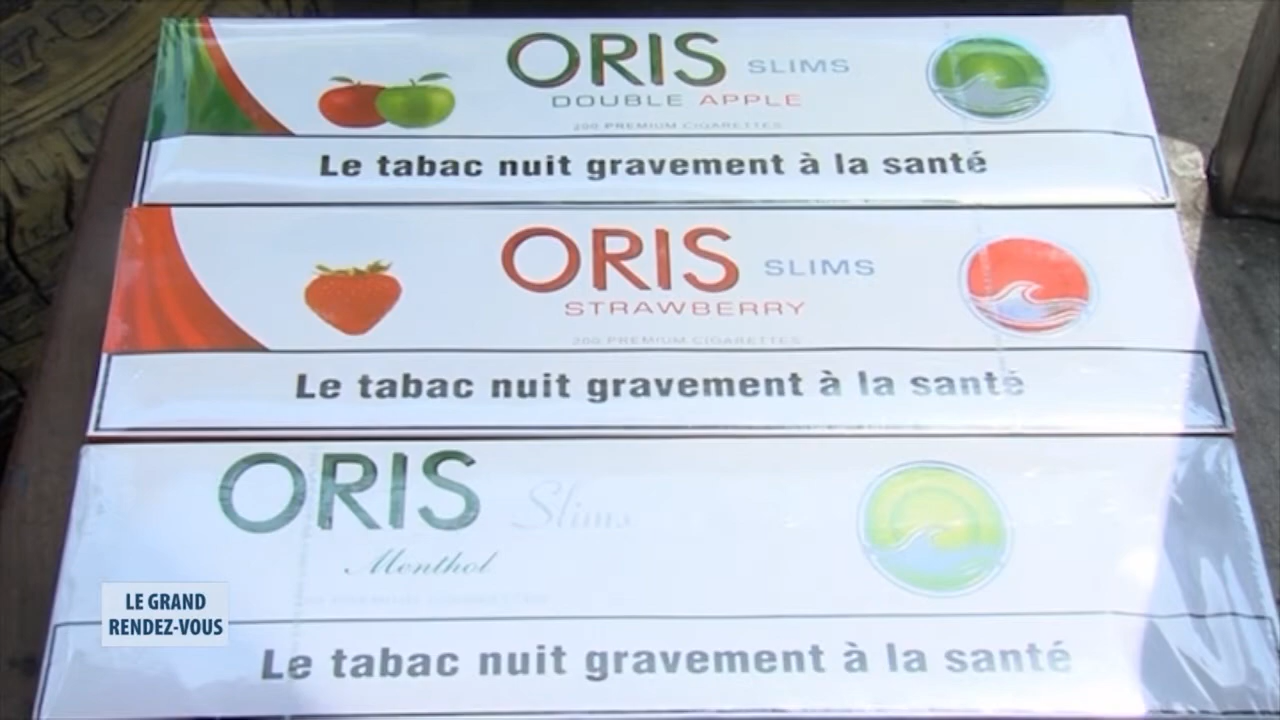 ORIS SLIMS
DOUBLE APPLE
200 PREMIUM CIGARETTES
Le tabac nuit gravement à la santé
ORIS SLIMS
STRAWBERRY
200 PREMIUM CIGARETTES
Le tabac nuit gravement à la santé
ORIS Slims
Menthol
Le tabac nuit gravement à la santé
LE GRAND
RENDEZ-VOUS